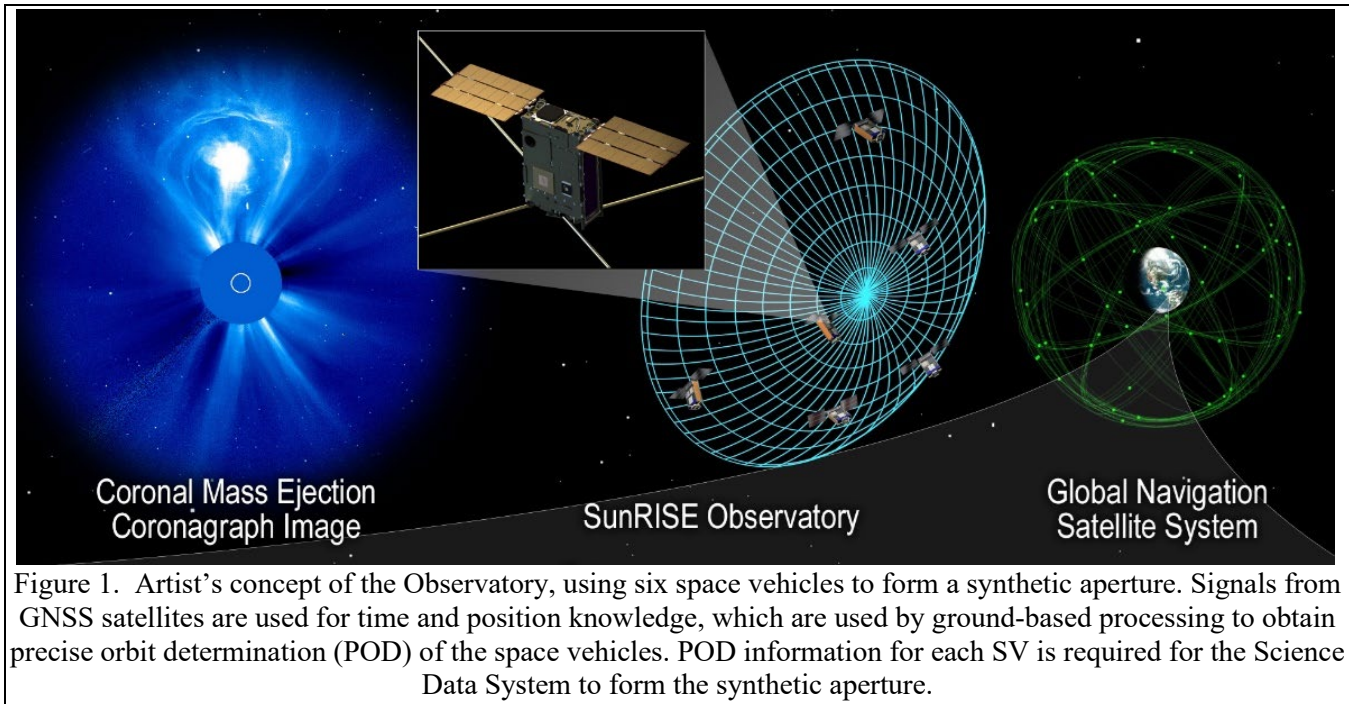 Coronal Mass Ejection
Coronagraph Image
SunRISE Observatory
Global Navigation
Satellite System
Figure 1.  Artist’s concept of the Observatory, using six space vehicles to form a synthetic aperture. Signals from
GNSS satellites are used for time and position knowledge, which are used by ground-based processing to obtain
precise orbit determination (POD) of the space vehicles. POD information for each SV is required for the Science
Data System to form the synthetic aperture.